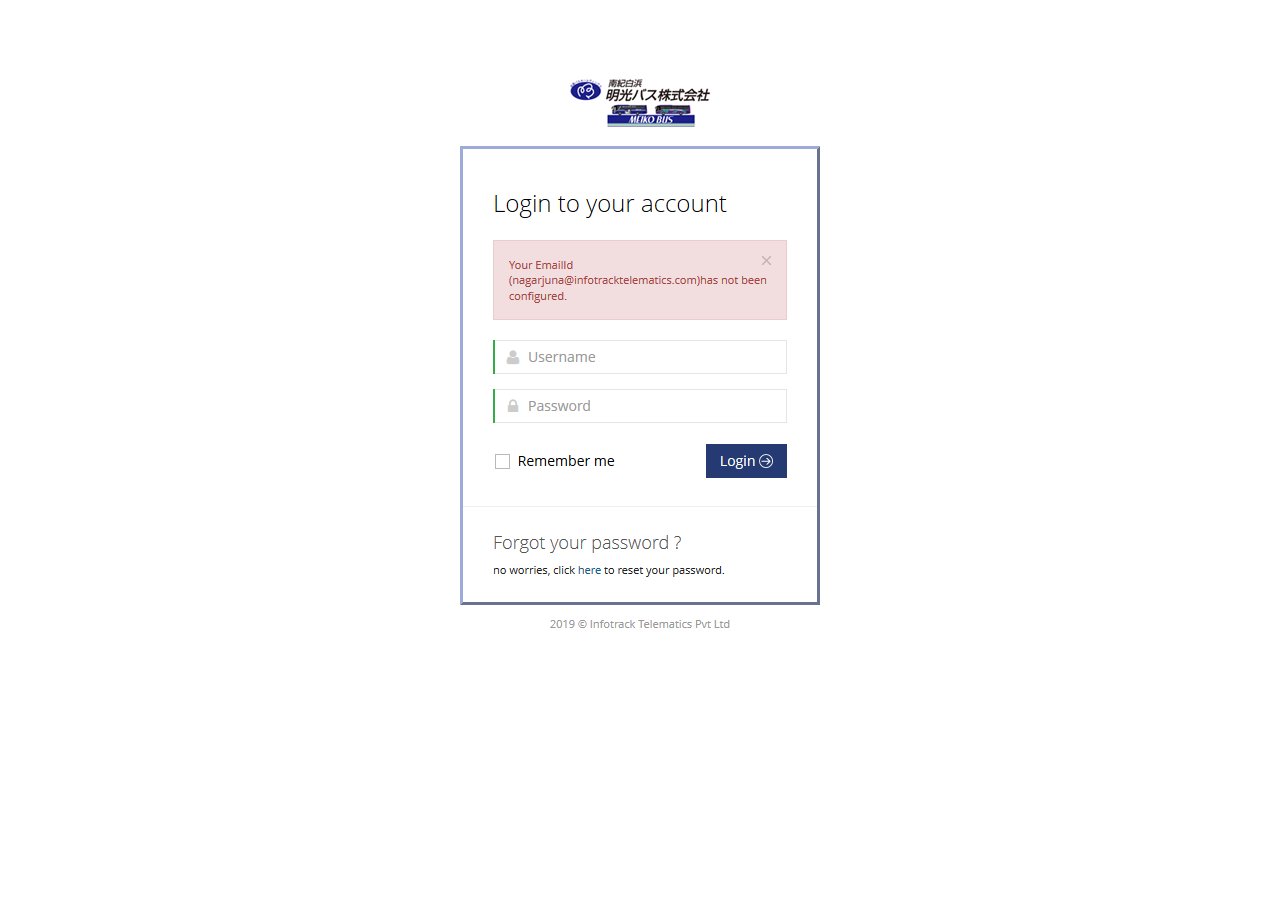 南紀白浜
明光バス株式会社
MEIKO BUS
Login to your account
Your EmailId
(nagarjuna@infotracktelematics.com)has not been
configured.
Username
Password
Remember me
Login
Forgot your password ?
no worries, click here to reset your password.
2019 © Infotrack Telematics Pvt Ltd